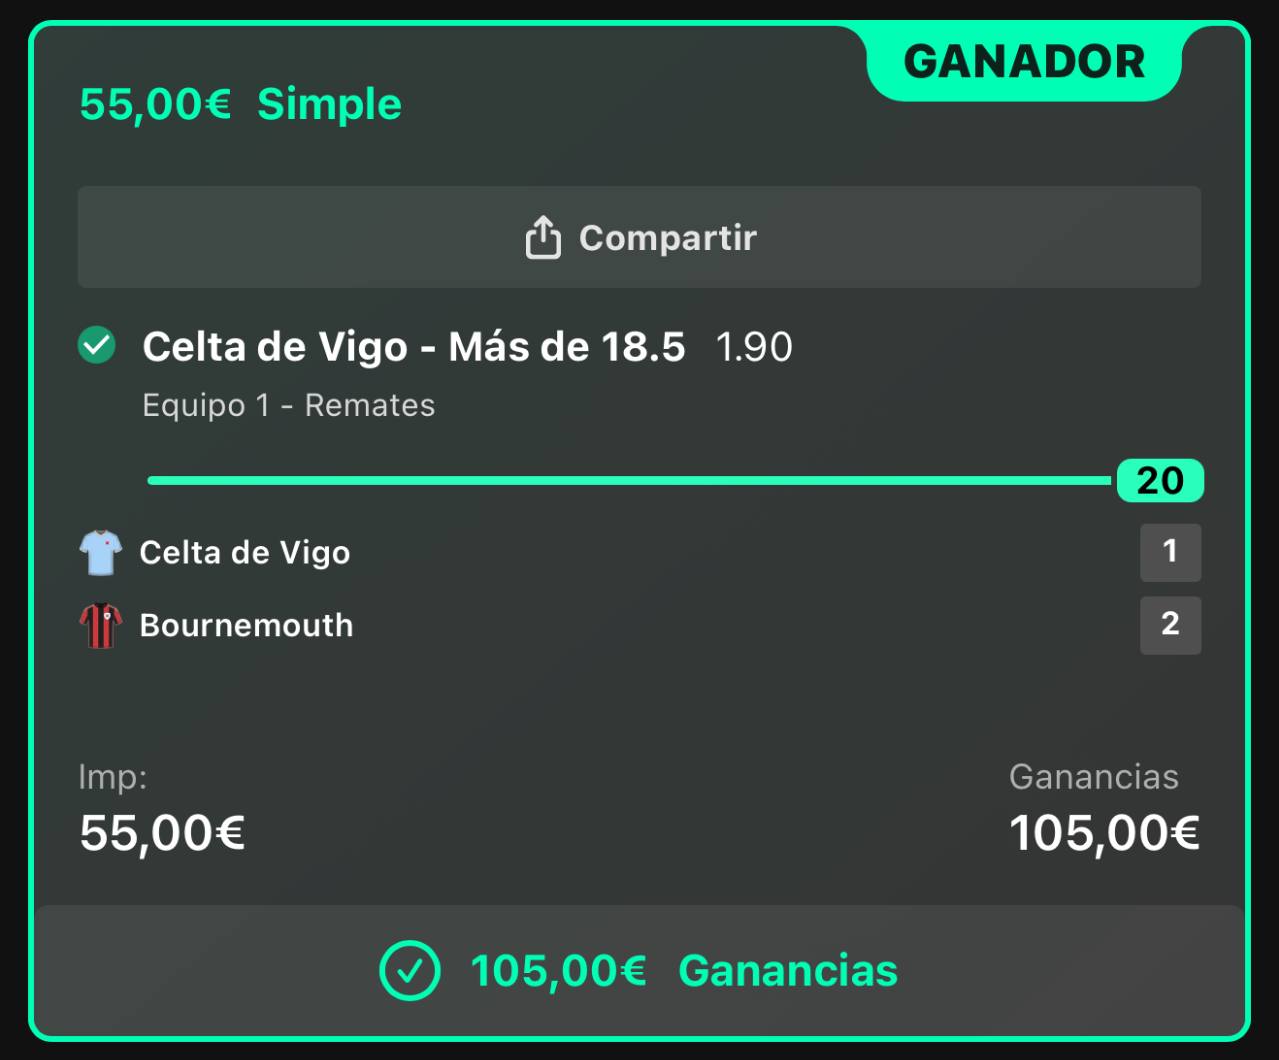 GANADOR
55,00€ Simple
Compartir
Celta de Vigo - Más de 18.5 1.90
Equipo 1 - Remates
20
Celta de Vigo 1
Bournemouth 2
Imp: Ganancias
55,00€ 105,00€
105,00€ Ganancias